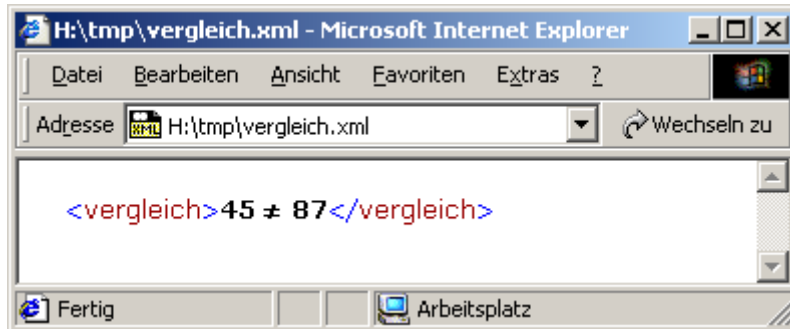 H:\tmp\vergleich.xml - Microsoft Internet Explorer
Datei Bearbeiten Ansicht Favoriten Extras ?
Adresse XML H:\tmp\vergleich.xml Wechseln zu
<vergleich>45 ≠ 87</vergleich>
Fertig Arbeitsplatz